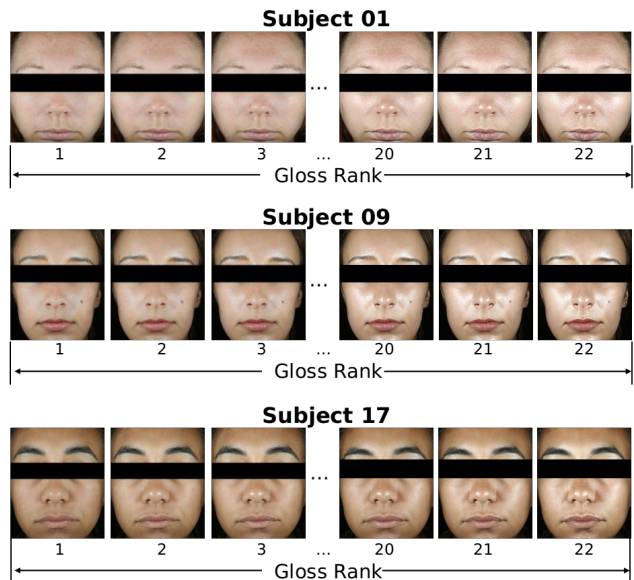 Subject 01
...
1 2 3 ... 20 21 22
Gloss Rank
Subject 09
...
1 2 3 ... 20 21 22
Gloss Rank
Subject 17
...
1 2 3 ... 20 21 22
Gloss Rank